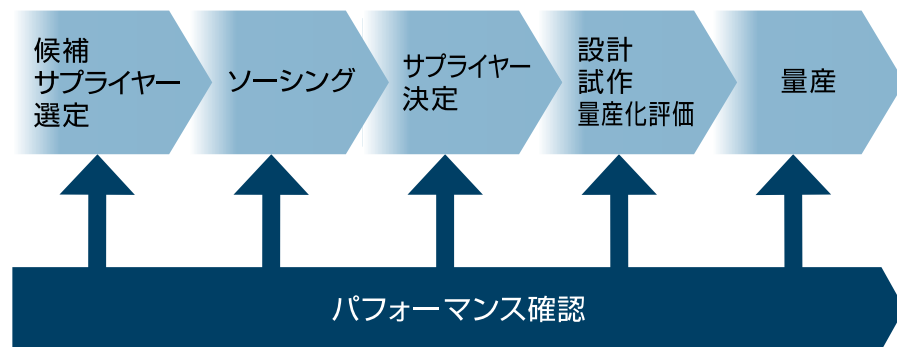 候補
サプライヤー
選定
ソーシング
サプライヤー
決定
設計
試作
量産化評価
量産
パフォーマンス確認